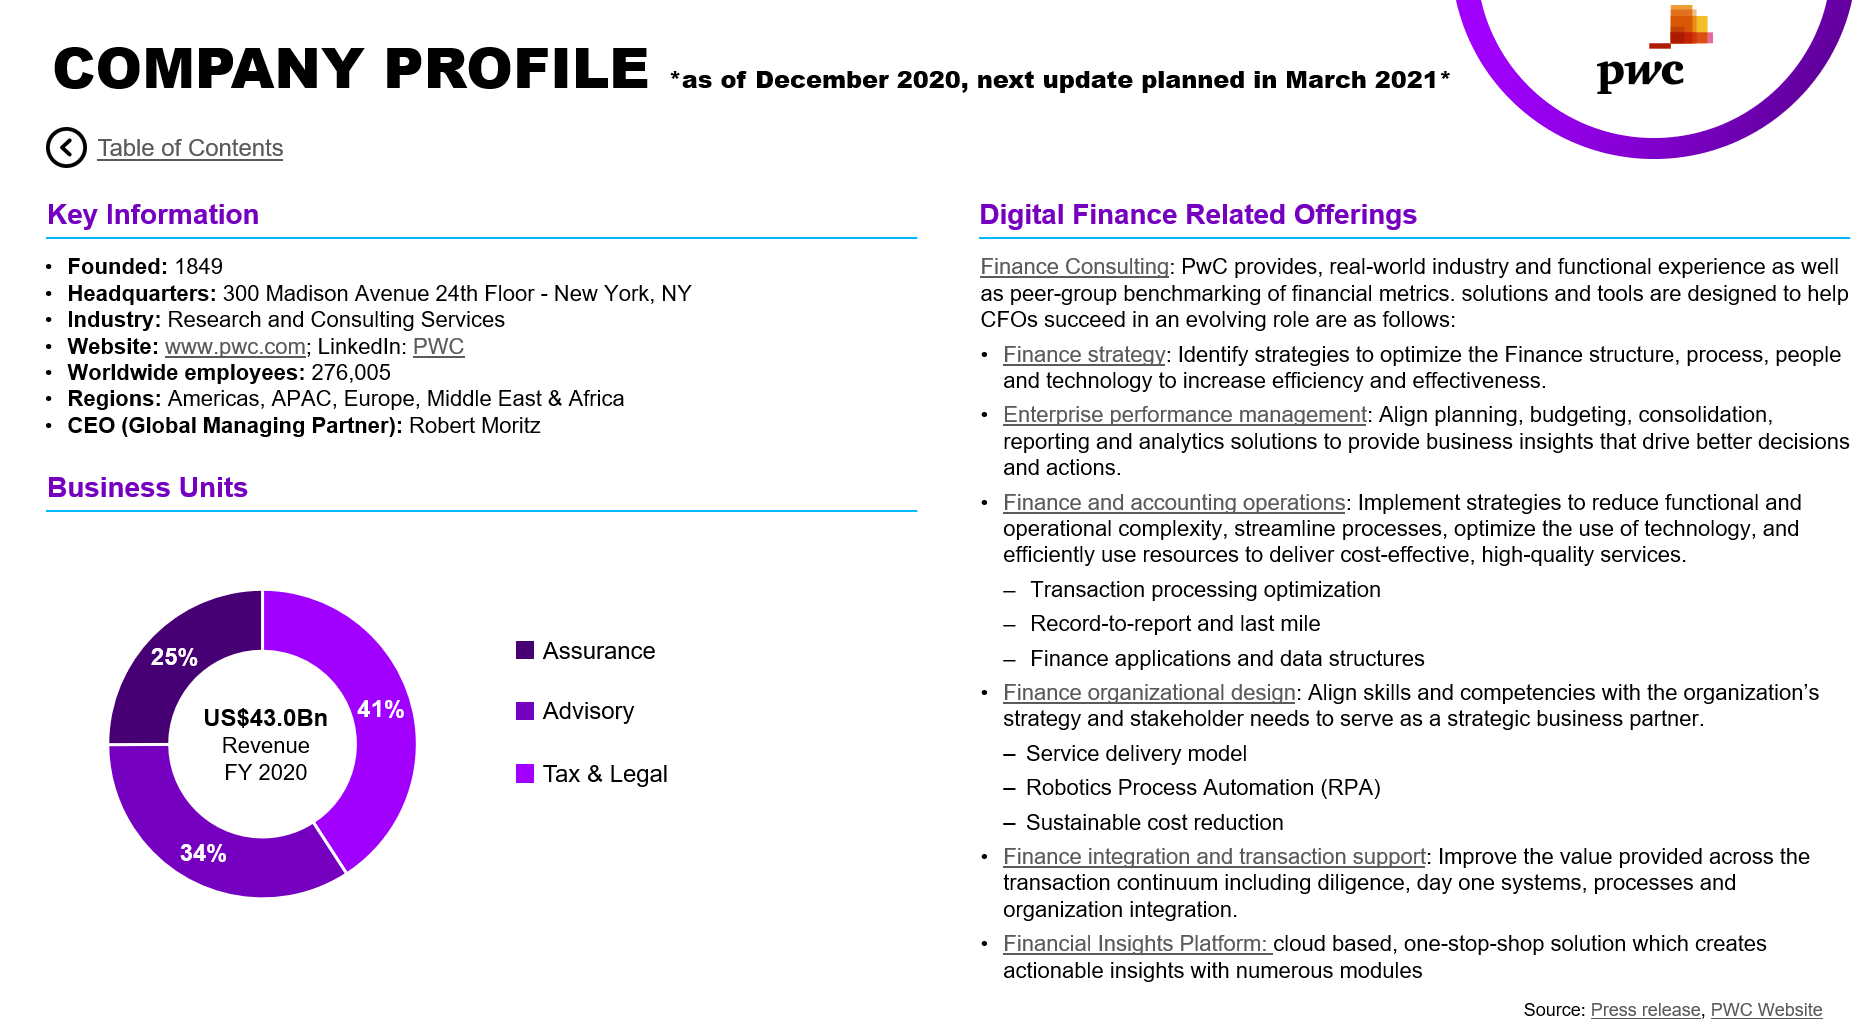 COMPANY PROFILE *as of December 2020, next update planned in March 2021*
pwc
Table of Contents
Key Information
• Founded: 1849
• Headquarters: 300 Madison Avenue 24th Floor - New York, NY
• Industry: Research and Consulting Services
• Website: www.pwc.com; LinkedIn: PWC
• Worldwide employees: 276,005
• Regions: Americas, APAC, Europe, Middle East & Africa
• CEO (Global Managing Partner): Robert Moritz
Business Units
25%
41%
34%
US$43.0Bn
Revenue
FY 2020
Assurance
Advisory
Tax & Legal
Digital Finance Related Offerings
Finance Consulting: PwC provides, real-world industry and functional experience as well
as peer-group benchmarking of financial metrics. solutions and tools are designed to help
CFOs succeed in an evolving role are as follows:
• Finance strategy: Identify strategies to optimize the Finance structure, process, people
and technology to increase efficiency and effectiveness.
• Enterprise performance management: Align planning, budgeting, consolidation,
reporting and analytics solutions to provide business insights that drive better decisions
and actions.
• Finance and accounting operations: Implement strategies to reduce functional and
operational complexity, streamline processes, optimize the use of technology, and
efficiently use resources to deliver cost-effective, high-quality services.
– Transaction processing optimization
– Record-to-report and last mile
– Finance applications and data structures
• Finance organizational design: Align skills and competencies with the organization’s
strategy and stakeholder needs to serve as a strategic business partner.
– Service delivery model
– Robotics Process Automation (RPA)
– Sustainable cost reduction
• Finance integration and transaction support: Improve the value provided across the
transaction continuum including diligence, day one systems, processes and
organization integration.
• Financial Insights Platform: cloud based, one-stop-shop solution which creates
actionable insights with numerous modules
Source: Press release, PWC Website